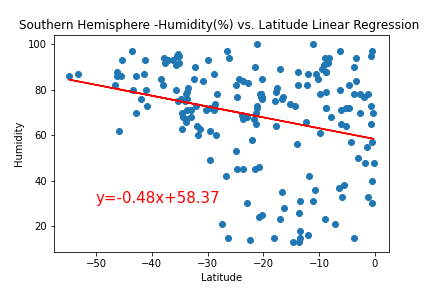 Southern Hemisphere -Humidity(%) vs. Latitude Linear Regression
100
80
60
40
20
Humidity
y=-0.48x+58.37
−50
−40
−30
−20
−10
0
Latitude